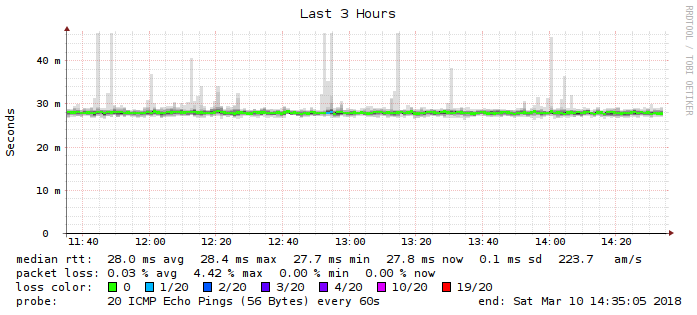 Last 3 Hours
RRDTOOL / TOBI OETIKER
Seconds
40 m
30 m
20 m
10 m
0
11:40 12:00 12:20 12:40 13:00 13:20 13:40 14:00 14:20
median rtt: 28.0 ms avg 28.4 ms max 27.7 ms min 27.8 ms now 0.1 ms sd 223.7 am/s
packet loss: 0.03 % avg 4.42 % max 0.00 % min 0.00 % now
loss color: 0 1/20 2/20 3/20 4/20 10/20 19/20
probe: 20 ICMP Echo Pings (56 Bytes) every 60s end: Sat Mar 10 14:35:05 2018